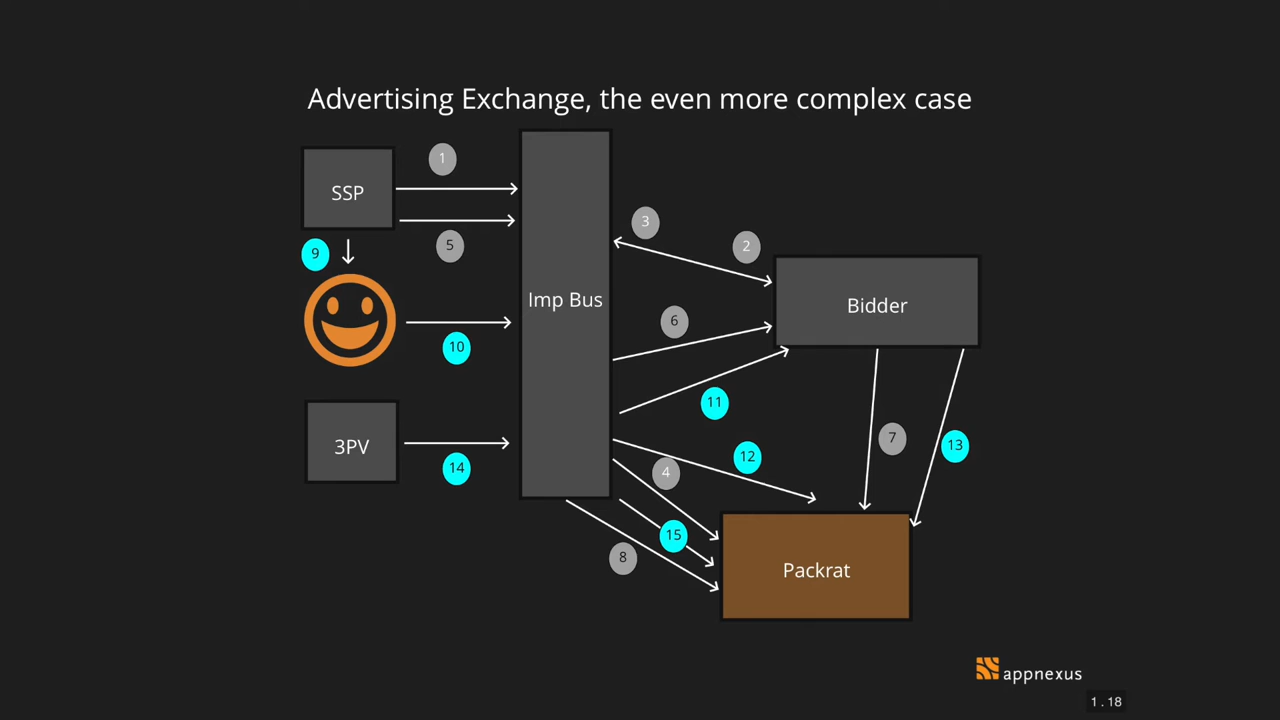 Advertising Exchange, the even more complex case
SSP
1
5
9
10
3PV
14
Imp Bus
3
2
6
11
12
4
15
8
Bidder
7
13
Packrat
appnexus
1 . 18